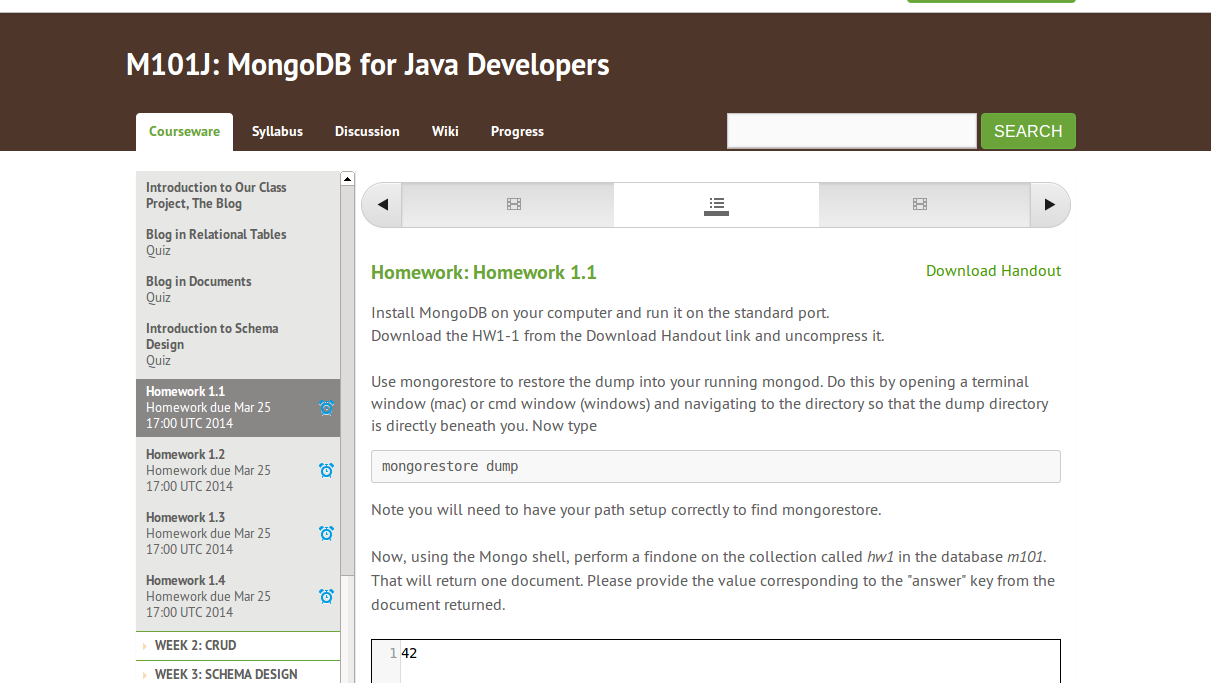 M101J: MongoDB for Java Developers
Courseware
Syllabus
Discussion
Wiki
Progress
SEARCH
Introduction to Our Class
Project, The Blog
Blog in Relational Tables
Quiz
Blog in Documents
Quiz
Introduction to Schema
Design
Quiz
Homework 1.1
Homework due Mar 25
17:00 UTC 2014
Homework 1.2
Homework due Mar 25
17:00 UTC 2014
Homework 1.3
Homework due Mar 25
17:00 UTC 2014
Homework 1.4
Homework due Mar 25
17:00 UTC 2014
WEEK 2: CRUD
WEEK 3: SCHEMA DESIGN
Homework: Homework 1.1
Download Handout
Install MongoDB on your computer and run it on the standard port.
Download the HW1-1 from the Download Handout link and uncompress it.
Use mongorestore to restore the dump into your running mongod. Do this by opening a terminal
window (mac) or cmd window (windows) and navigating to the directory so that the dump directory
is directly beneath you. Now type
mongorestore dump
Note you will need to have your path setup correctly to find mongorestore.
Now, using the Mongo shell, perform a findone on the collection called hw1 in the database m101.
That will return one document. Please provide the value corresponding to the "answer" key from the
document returned.
1 42